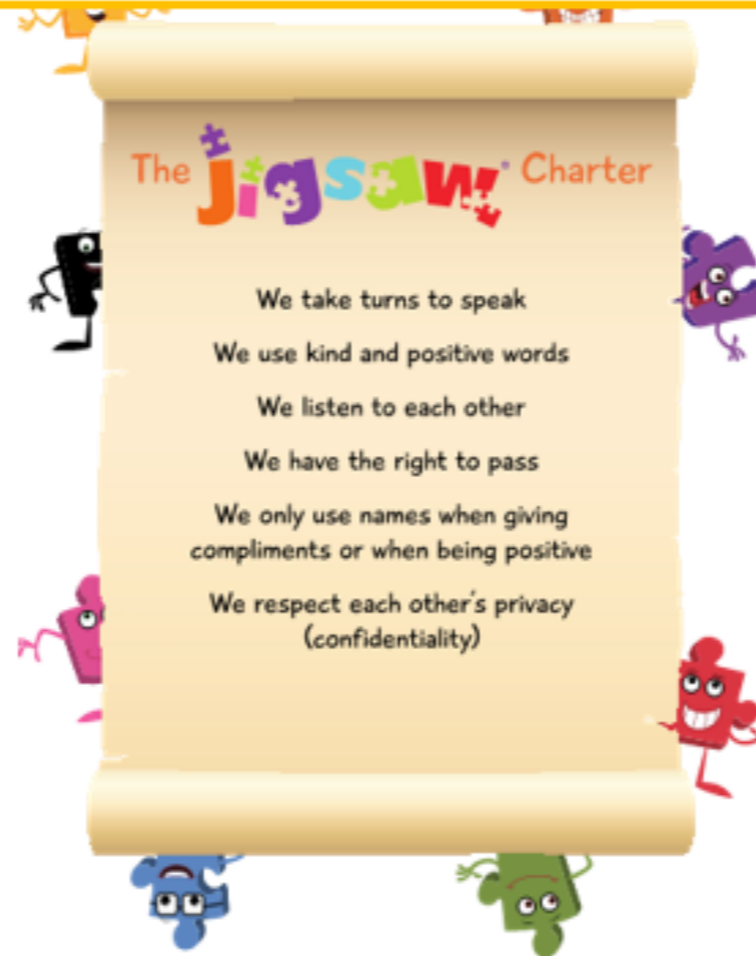 The jigsaw Charter
We take turns to speak
We use kind and positive words
We listen to each other
We have the right to pass
We only use names when giving
compliments or when being positive
We respect each other's privacy
(confidentiality)